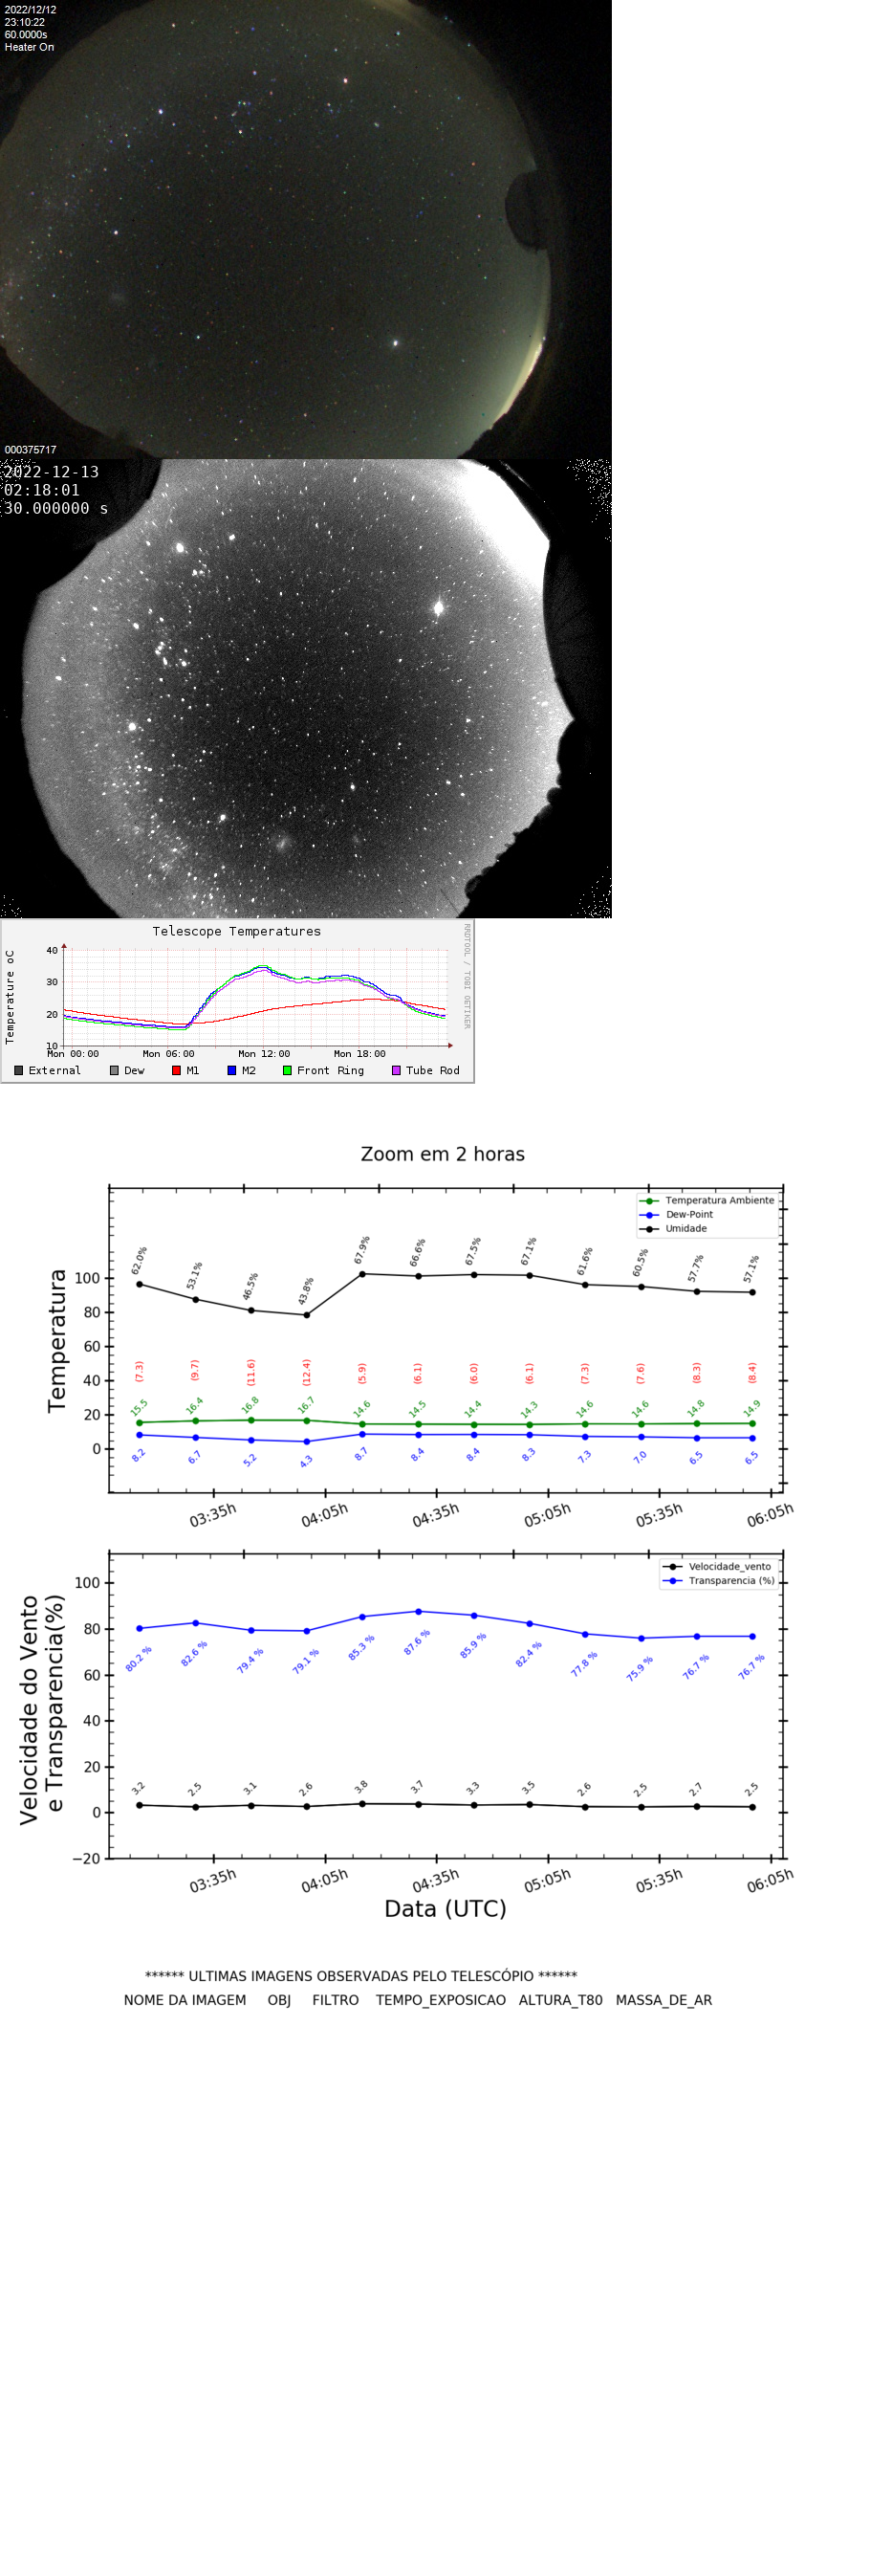 2022/12/12
23:10:22
60.0000s
Heater On
000375717
2022-12-13
02:18:01
30.000000 s
Telescope Temperatures
RRDTOOL / TOBI OETIKER
Temperature oC
40
30
20
10
Mon 00:00 Mon 06:00 Mon 12:00 Mon 18:00
External Dew M1 M2 Front Ring Tube Rod
Zoom em 2 horas
Temperatura Ambiente
Dew-Point
Umidade
Temperatura
100
80
60
40
20
0
62.0% 53.1% 46.5% 43.8% 67.9% 66.6% 67.5% 67.1% 61.6% 60.5% 57.7% 57.1%
(7.3) (9.7) (11.6) (12.4) (5.9) (6.1) (6.0) (6.1) (7.3) (7.6) (8.3) (8.4)
15.5 16.4 16.8 16.7 14.6 14.5 14.4 14.3 14.6 14.6 14.8 14.9
8.2 6.7 5.2 4.3 8.7 8.4 8.4 8.3 7.3 7.0 6.5 6.5
03:35h 04:05h 04:35h 05:05h 05:35h 06:05h
Velocidade_vento
Transparencia (%)
Velocidade do Vento
e Transparencia(%)
100
80
60
40
20
0
−20
80.2 % 82.6 % 79.4 % 79.1 % 85.3 % 87.6 % 85.9 % 82.4 % 77.8 % 75.9 % 76.7 % 76.7 %
3.2 2.5 3.1 2.6 3.8 3.7 3.3 3.5 2.6 2.5 2.7 2.5
03:35h 04:05h 04:35h 05:05h 05:35h 06:05h
Data (UTC)
****** ULTIMAS IMAGENS OBSERVADAS PELO TELESCÓPIO ******
NOME DA IMAGEM OBJ FILTRO TEMPO_EXPOSICAO ALTURA_T80 MASSA_DE_AR